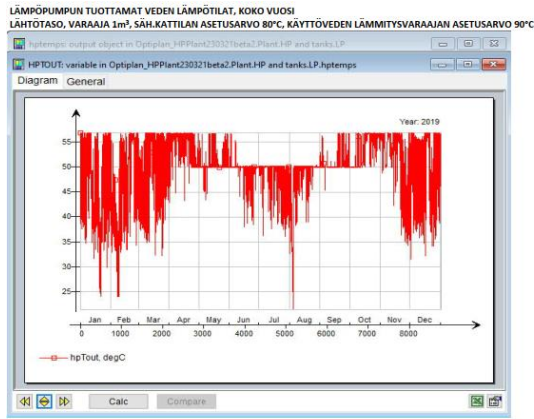 LÄMPÖPUMPUN TUOTTAMAT VEDEN LÄMPÖTILAT, KOKO VUOSI
LÄHTÖTASO, VARAAJA 1m³, SÄH.KATTILAN ASETUSARVO 80°C, KÄYTTÖVEDEN LÄMMITYSVARAAJAN ASETUSARVO 90°C
hptemps: output object in Optiplan_HPPlant230321beta2.Plant.HP and tanks.LP
HPTOUT: variable in Optiplan_HPPlant230321beta2.Plant.HP and tanks.LP.hptemps
Diagram General
Year: 2019
55
50
45
40
35
30
25
Jan Feb Mar Apr May Jun Jul Aug Sep Oct Nov Dec
0 1000 2000 3000 4000 5000 6000 7000 8000
hpTout, degC
Calc Compare